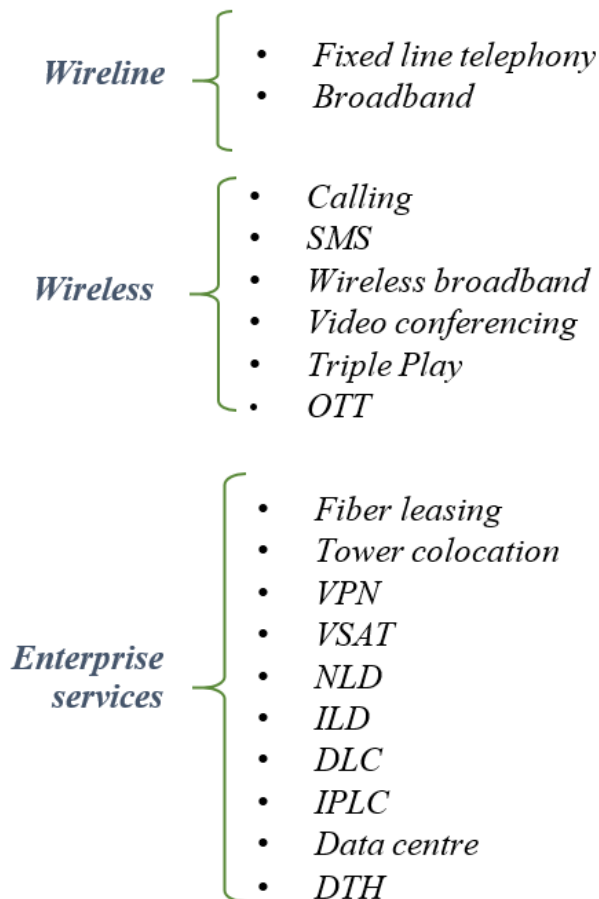 Wireline
• Fixed line telephony
• Broadband
Wireless
• Calling
• SMS
• Wireless broadband
• Video conferencing
• Triple Play
• OTT
Enterprise
services
• Fiber leasing
• Tower colocation
• VPN
• VSAT
• NLD
• ILD
• DLC
• IPLC
• Data centre
• DTH